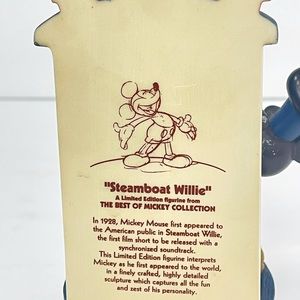 "Steamboat Willie"
A Limited Edition figurine from
THE BEST OF MICKEY COLLECTION
In 1928, Mickey Mouse first appeared to
the American public in Steamboat Willie,
the first film short to be released with a
synchronized soundtrack.
This Limited Edition figurine interprets
Mickey as he first appeared to the world,
in a finely crafted, highly detailed
sculpture which captures all the fun
and zest of his personality.